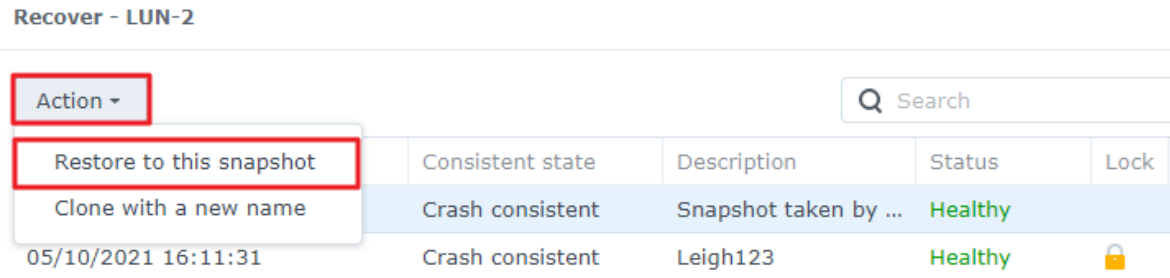 Recover - LUN-2
Action
Search
Restore to this snapshot
Consistent state Description Status Lock
Clone with a new name
Crash consistent Snapshot taken by ... Healthy
05/10/2021 16:11:31 Crash consistent Leigh123 Healthy